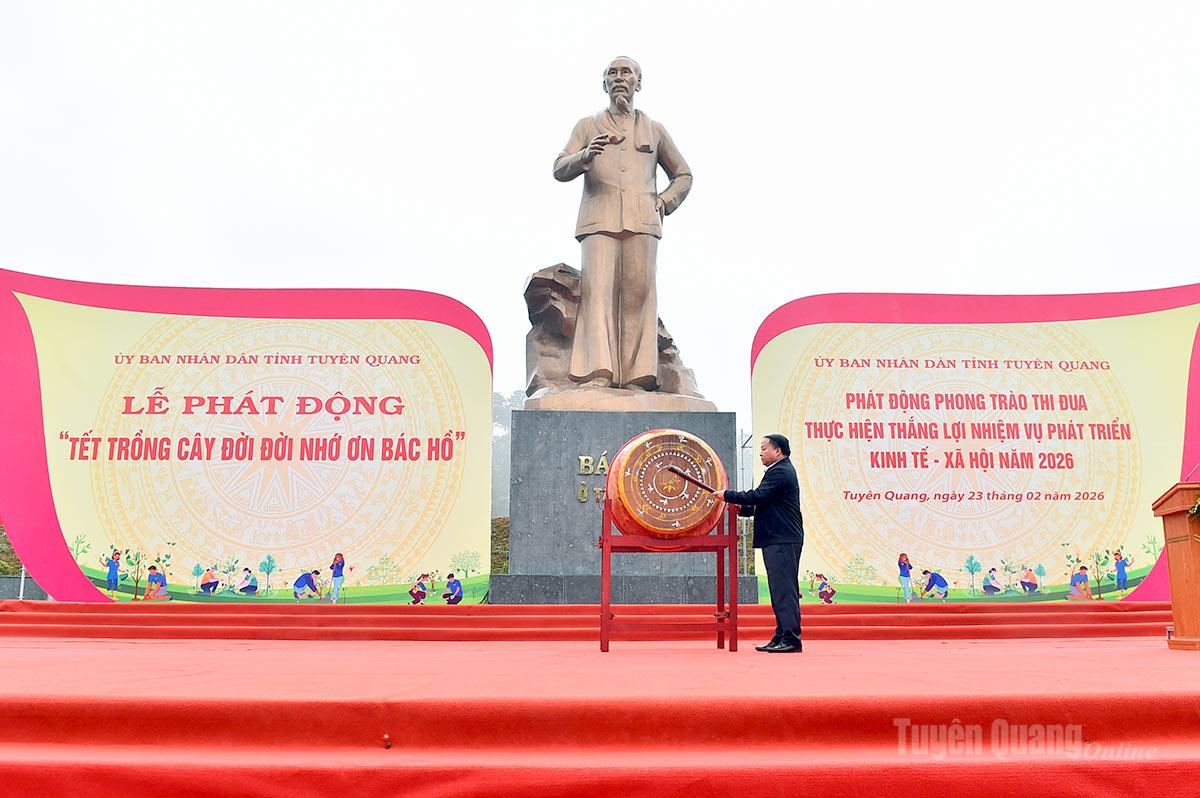 ỦY BAN NHÂN DÂN TỈNH TUYÊN QUANG
LỄ PHÁT ĐỘNG
“TẾT TRỒNG CÂY ĐỜI ĐỜI NHỚ ƠN BÁC HỒ”
BÁ
Ở T
ỦY BAN NHÂN DÂN TỈNH TUYÊN QUANG
PHÁT ĐỘNG PHONG TRÀO THI ĐUA
THỰC HIỆN THẮNG LỢI NHIỆM VỤ PHÁT TRIỂN
KINH TẾ - XÃ HỘI NĂM 2026
Tuyên Quang, ngày 23 tháng 02 năm 2026
Tuyên Quang Online